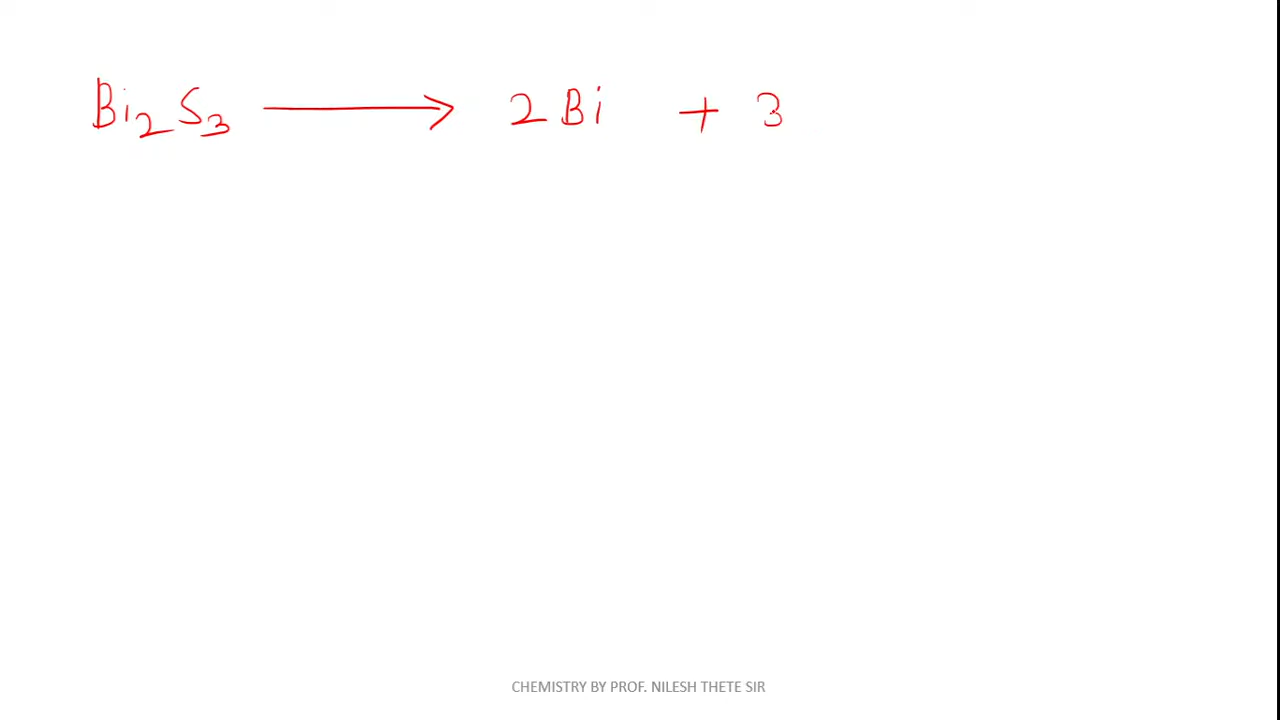 Bi₂S₃ ⟶ 2Bi + 3
CHEMISTRY BY PROF. NILESH THETE SIR